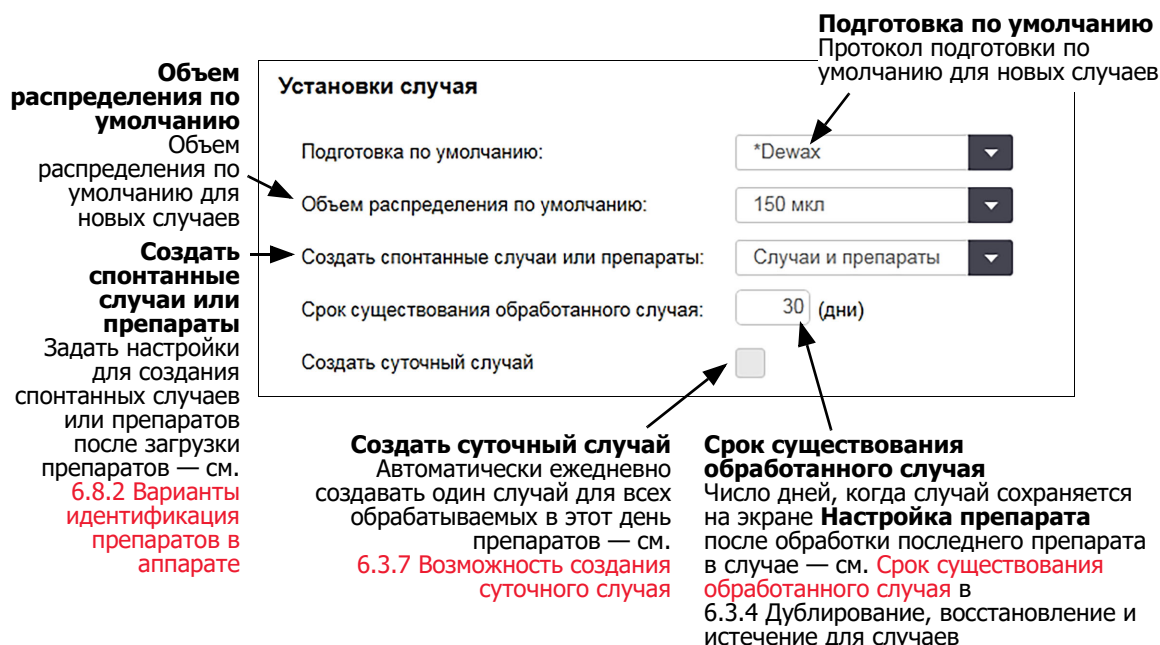 Подготовка по умолчанию
Протокол подготовки по
умолчанию для новых случаев
Объем
распределения по
умолчанию
Объем
распределения по
умолчанию для
новых случаев
Создать
спонтанные
случаи или
препараты
Задать настройки
для создания
спонтанных случаев
или препаратов
после загрузки
препаратов — см.
6.8.2 Варианты
идентификация
препаратов в
аппарате
Установки случая
Подготовка по умолчанию: *Dewax
Объем распределения по умолчанию: 150 мкл
Создать спонтанные случаи или препараты: Случаи и препараты
Срок существования обработанного случая: 30 (дни)
Создать суточный случай
Создать суточный случай
Автоматически ежедневно
создавать один случай для всех
обрабатываемых в этот день
препаратов — см.
6.3.7 Возможность создания
суточного случая
Срок существования
обработанного случая
Число дней, когда случай сохраняется
на экране Настройка препарата
после обработки последнего препарата
в случае — см. Срок существования
обработанного случая в
6.3.4 Дублирование, восстановление и
истечение для случаев